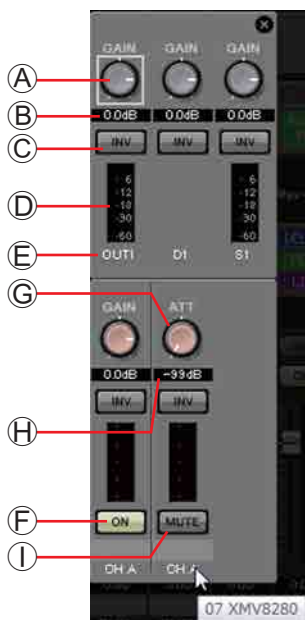 GAIN GAIN GAIN
A
B 0.0dB 0.0dB 0.0dB
C INV INV INV
D
-6 -6
-12 -12
-18 -18
-30 -30
-60 -60
E OUT1 D1 S1
G GAIN ATT
H 0.0dB -99dB
INV INV
F ON MUTE
I
CH A CH A
07 XMV8280